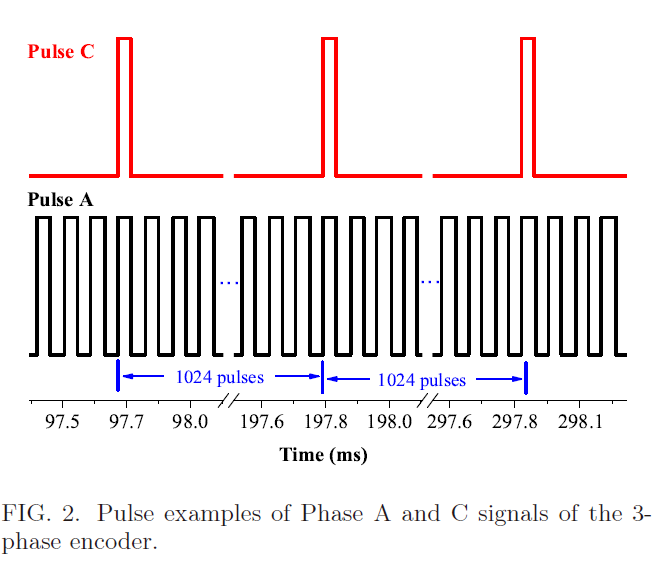 Pulse C
Pulse A
... ...
1024 pulses 1024 pulses
97.5 97.7 98.0 197.6 197.8 198.0 297.6 297.8 298.1
Time (ms)
FIG. 2. Pulse examples of Phase A and C signals of the 3-
phase encoder.